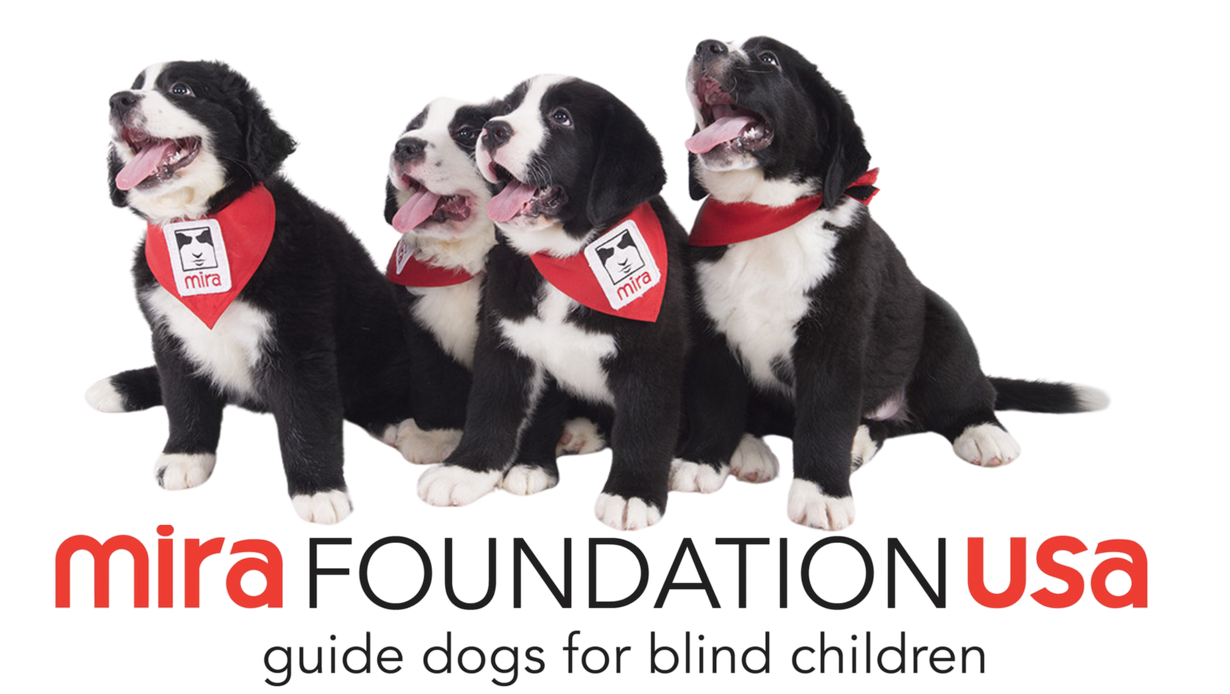 mira
mira
mira FOUNDATION usa
guide dogs for blind children